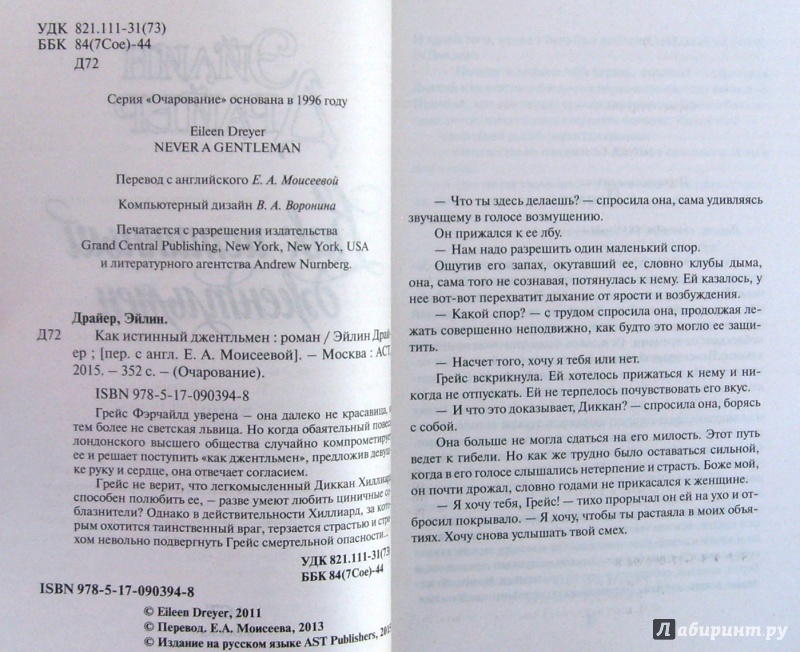 УДК 821.111-31(73)
ББК 84(7Сое)-44
Д72
Серия «Очарование» основана в 1996 году
Eileen Dreyer
NEVER A GENTLEMAN
Перевод с английского Е. А. Моисеевой
Компьютерный дизайн В. А. Воронина
Печатается с разрешения издательства
Grand Central Publishing, New York, New York, USA
и литературного агентства Andrew Nurnberg.
Драйер, Эйлин.
Д72 Как истинный джентльмен : роман / Эйлин Драй-
ер ; [пер. с англ. Е. А. Моисеевой]. – Москва : АСТ,
2015. – 352 с. – (Очарование).
ISBN 978-5-17-090394-8
Грейс Фэрчайлд уверена – она далеко не красавица, и
тем более не светская львица. Но когда обаятельный повеса
лондонского высшего общества случайно компрометирует
ее и решает поступить «как джентльмен», предложив девушке
ке руку и сердце, она отвечает согласием.
Грейс не верит, что легкомысленный Диккан Хиллиард
способен полюбить ее, – разве умеют любить циничные со-
блазнители? Однако в действительности Хиллиард, за кото-
рым охотится таинственный враг, терзается страстью и стра-
хом невольно подвергнуть Грейс смертельной опасности...
УДК 821.111-31(73)
ББК 84(7Сое)-44
ISBN 978-5-17-090394-8
© Eileen Dreyer, 2011
© Перевод. Е.А. Моисеева, 2013
© Издание на русском языке AST Publishers, 2015
— Что ты здесь делаешь? — спросила она, сама удивляясь
звучащему в голосе возмущению.
Он прижался к ее лбу.
— Нам надо разрешить один маленький спор.
Ощутив его запах, окутавший ее, словно клубы дыма,
она, сама того не сознавая, потянулась к нему. Ей казалось, у
нее вот-вот перехватит дыхание от ярости и возбуждения.
— Какой спор? — с трудом спросила она, продолжая ле-
жать совершенно неподвижно, как будто это могло ее защи-
тить.
— Насчет того, хочу я тебя или нет.
Грейс вскрикнула. Ей хотелось прижаться к нему и ни-
когда не отпускать. Ей не терпелось почувствовать его вкус.
— И что это доказывает, Диккан? — спросила она, борясь
с собой.
Она больше не могла сдаться на его милость. Этот путь
ведет к гибели. Но как же трудно было оставаться сильной,
когда в его голосе слышались нетерпение и страсть. Боже мой,
он почти дрожал, словно годами не прикасался к женщине.
— Я хочу тебя, Грейс! — тихо прорычал он ей на ухо и от-
бросил покрывало. — Я хочу, чтобы ты растаяла в моих объя-
тиях. Хочу снова услышать твой смех.
Лабиринт.ру